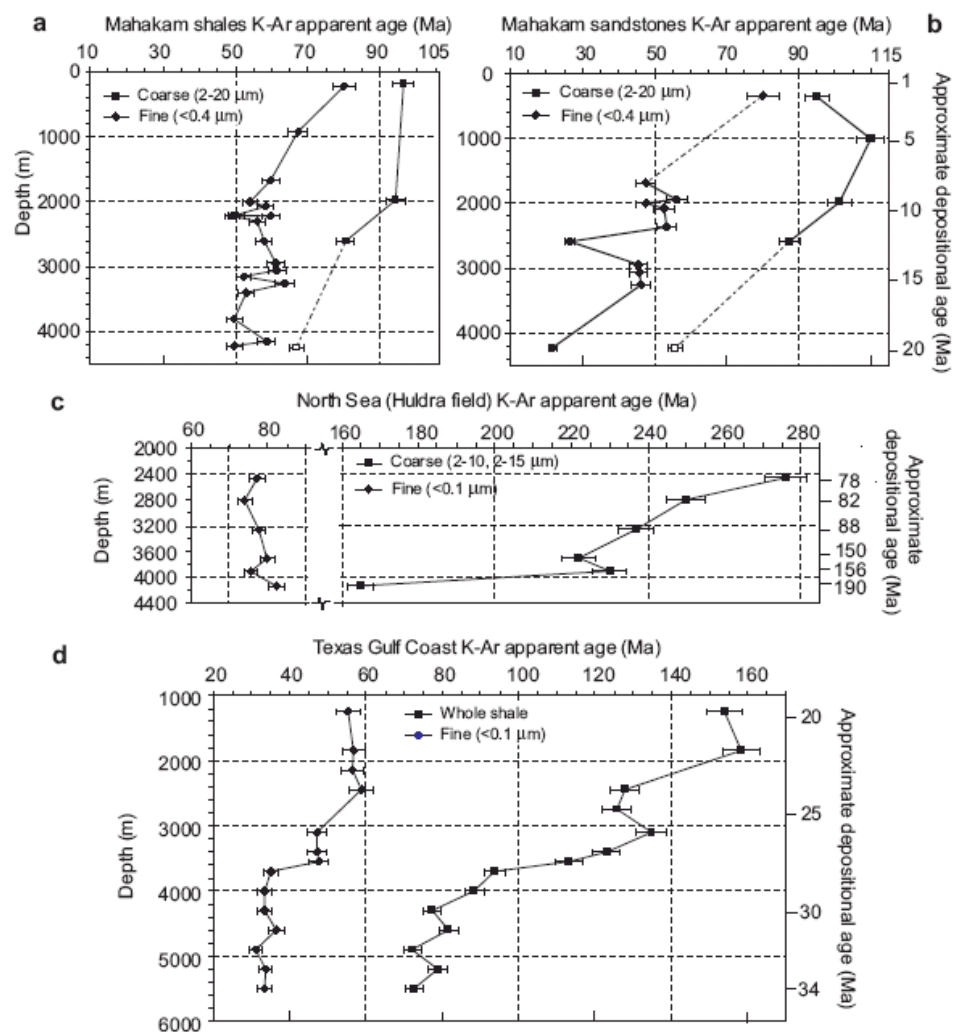 a Mahakam shales K-Ar apparent age (Ma) Mahakam sandstones K-Ar apparent age (Ma) b
10 30 50 70 90 105 10 30 50 70 90 115
0 0 1
Coarse (2-20 μm) Coarse (2-20 μm)
Fine (<0.4 μm) Fine (<0.4 μm)
1000 1000 5
2000 2000 10
3000 3000 15
4000 4000 20
Depth (m) Depth (m) Approximate depositional age (Ma)
c North Sea (Huldra field) K-Ar apparent age (Ma)
60 80 160 200 220 240 260 280
2000
2400 Coarse (2-10, 2-15 μm) 78
2800 Fine (<0.1 μm) 82
3200 88
3600 150
4000 156
4400 190
Depth (m) Approximate depositional age (Ma)
d Texas Gulf Coast K-Ar apparent age (Ma)
20 40 60 80 100 120 140 160
1000 Whole shale 20
Fine (<0.1 μm)
2000
25
3000
4000
30
5000
34
6000
Depth (m) Approximate depositional age (Ma)